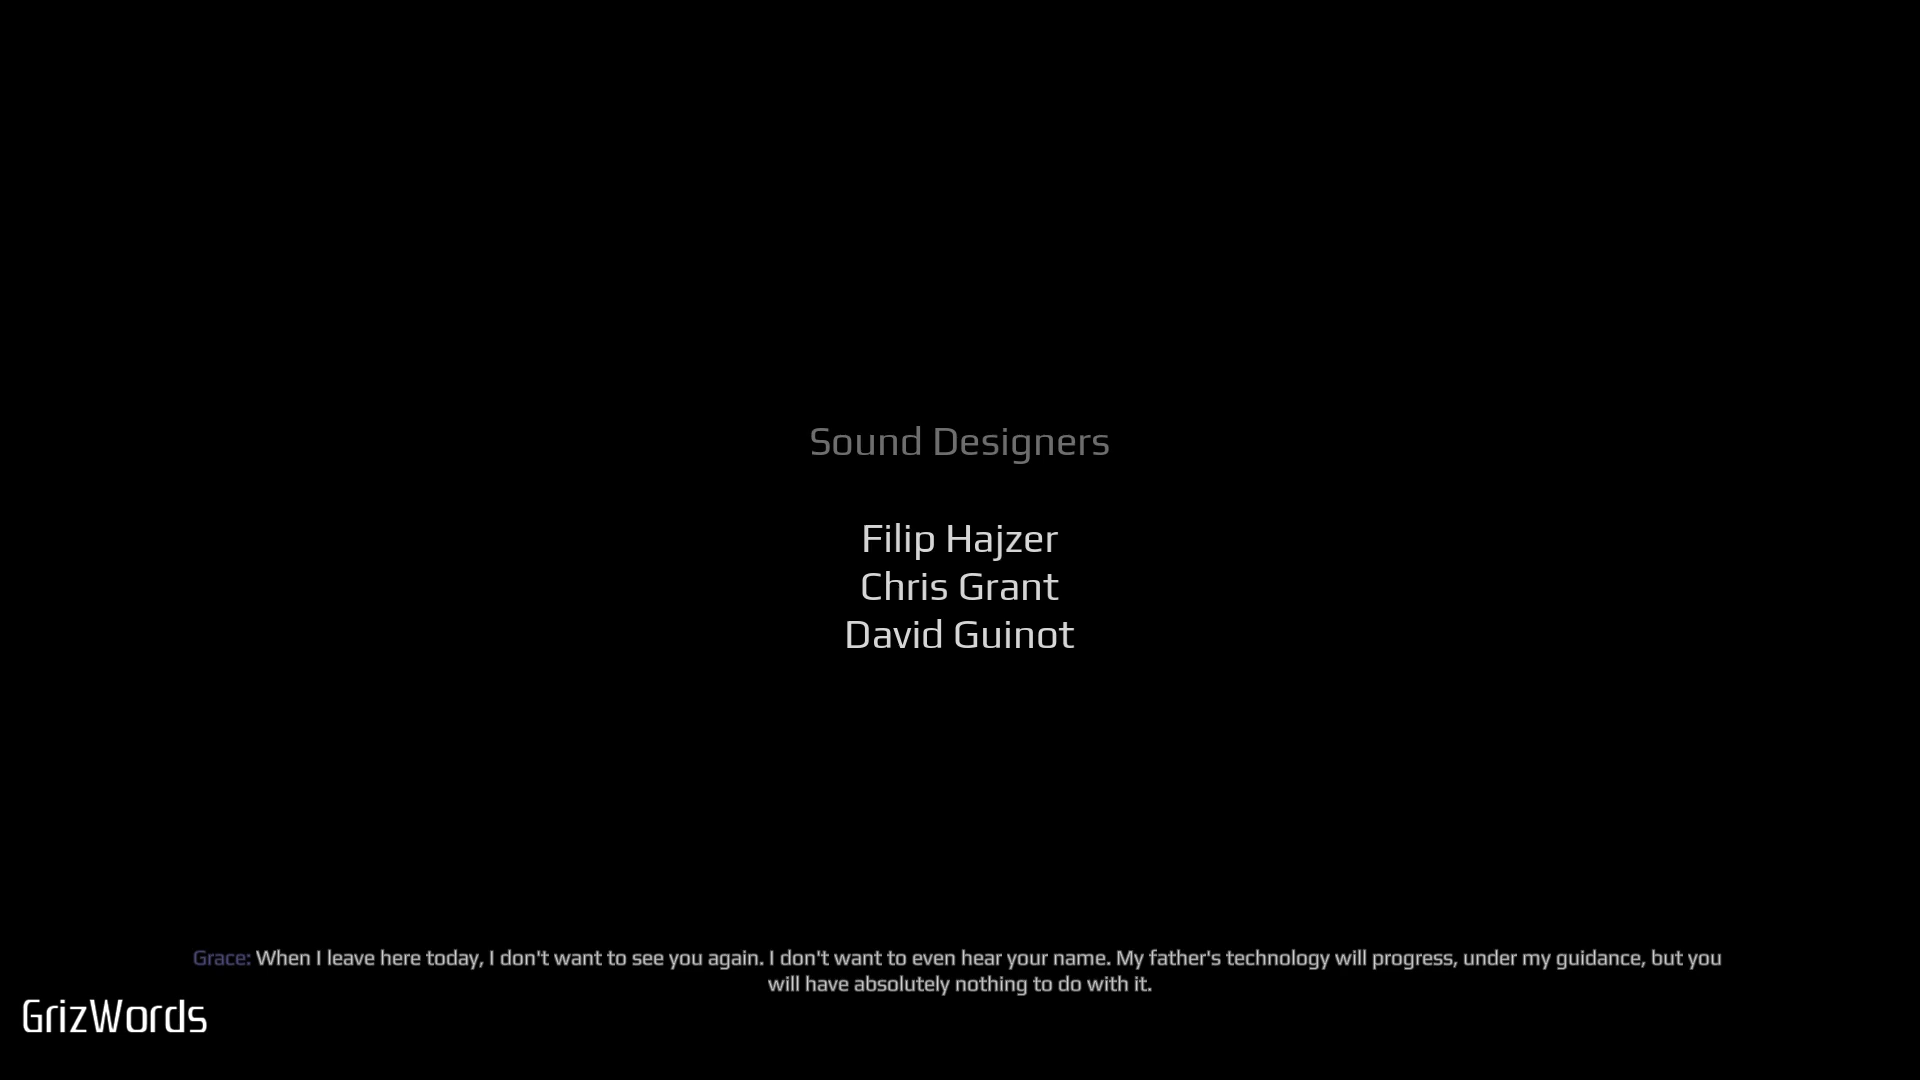 Sound Designers
Filip Hajzer
Chris Grant
David Guinot
Grace: When I leave here today, I don't want to see you again. I don't want to even hear your name. My father's technology will progress, under my guidance, but you
will have absolutely nothing to do with it.
GrizWords